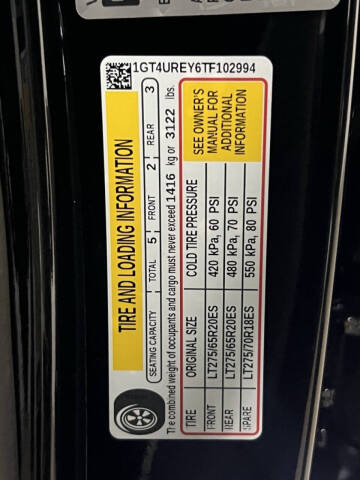 1GT4UREY6TF102994
TIRE AND LOADING INFORMATION
SEATING CAPACITY TOTAL 5 FRONT 2 REAR 3
The combined weight of occupants and cargo must never exceed 1416 kg or 3122 lbs.
TIRE ORIGINAL SIZE COLD TIRE PRESSURE
FRONT LT275/65R20ES 420 kPa, 60 PSI
REAR LT275/65R20ES 480 kPa, 70 PSI
SPARE LT275/70R18ES 550 kPa, 80 PSI
SEE OWNER'S
MANUAL FOR
ADDITIONAL
INFORMATION